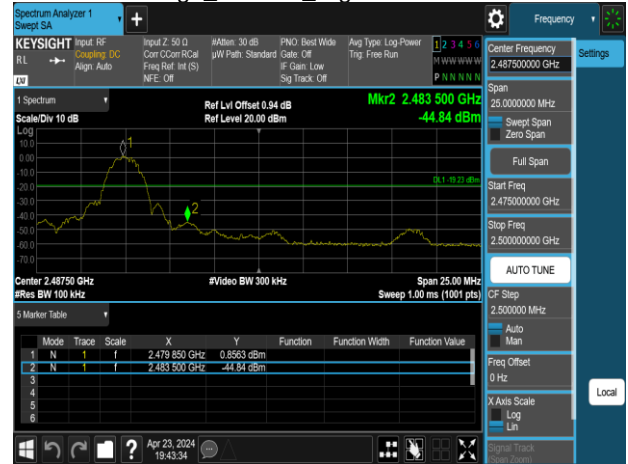 Spectrum Analyzer 1
Swept SA
+
Frequency
KEYSIGHT
RL
LXI
Input: RF
Coupling: DC
Align: Auto
Input Z: 50 Ω
Corr CCorr RCal
Freq Ref: Int (S)
NFE: Off
#Atten: 30 dB
µW Path: Standard
PNO: Best Wide
Gate: Off
IF Gain: Low
Sig Track: Off
Avg Type: Log-Power
Trig: Free Run
1 2 3 4 5 6
M W W W W W
P N N N N N
1 Spectrum
Scale/Div 10 dB
Ref Lvl Offset 0.94 dB
Ref Level 20.00 dBm
Mkr2 2.483 500 GHz
-44.84 dBm
Log
10.0
0.00
-10.0
-20.0
-30.0
-40.0
-50.0
-60.0
-70.0
1
2
DL1 -19.23 dBm
Center 2.48750 GHz
#Res BW 100 kHz
#Video BW 300 kHz
Span 25.00 MHz
Sweep 1.00 ms (1001 pts)
5 Marker Table
Mode Trace Scale X Y Function Function Width Function Value
1 N 1 f 2.479 850 GHz 0.8563 dBm
2 N 1 f 2.483 500 GHz -44.84 dBm
3
4
5
6
?
Apr 23, 2024
19:43:34
Settings
Center Frequency
2.487500000 GHz
Span
25.0000000 MHz
Swept Span
Zero Span
Full Span
Start Freq
2.475000000 GHz
Stop Freq
2.500000000 GHz
AUTO TUNE
CF Step
2.500000 MHz
Auto
Man
Freq Offset
0 Hz
X Axis Scale
Log
Lin
Signal Track
(Span Zoom)
Local